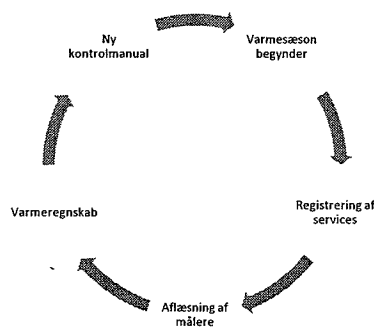 Ny
kontrolmanual
Varmesæson
begynder
Registrering af
services
Aflæsning af
målere
Varmeregnskab